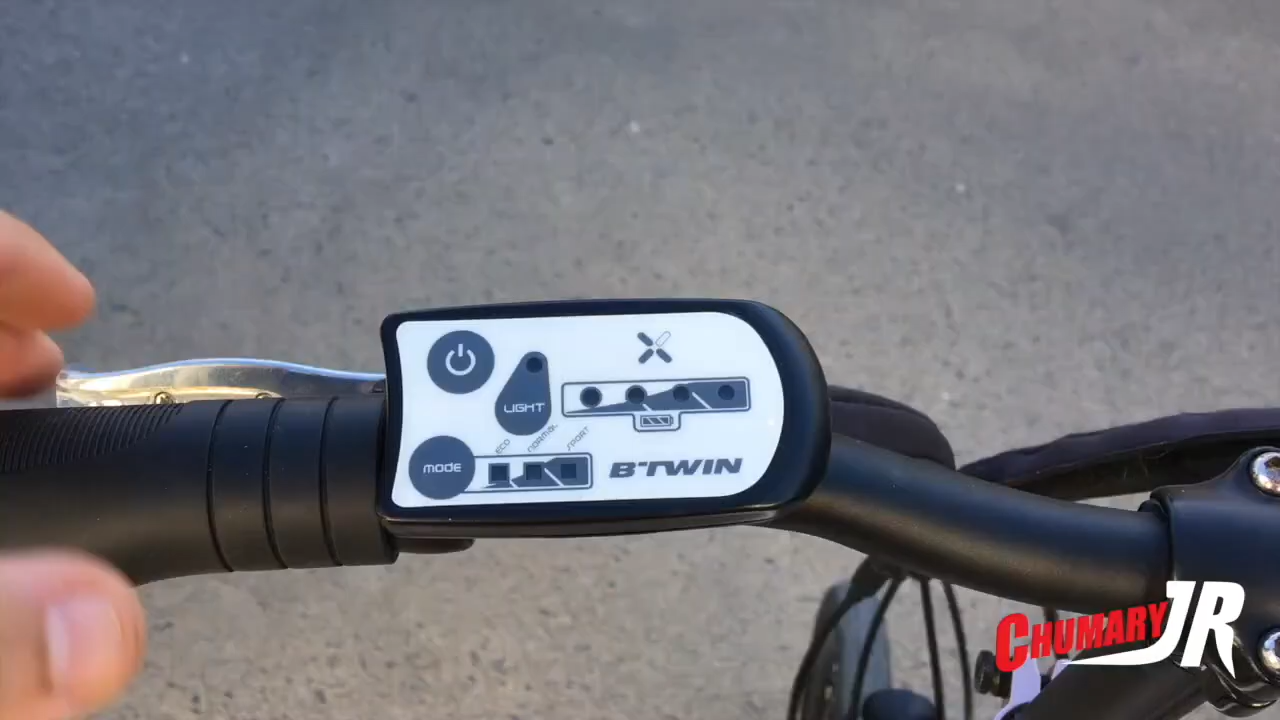 LIGHT
ECO
NORMAL
SPORT
MODE
B'TWIN
CHUMARY JR